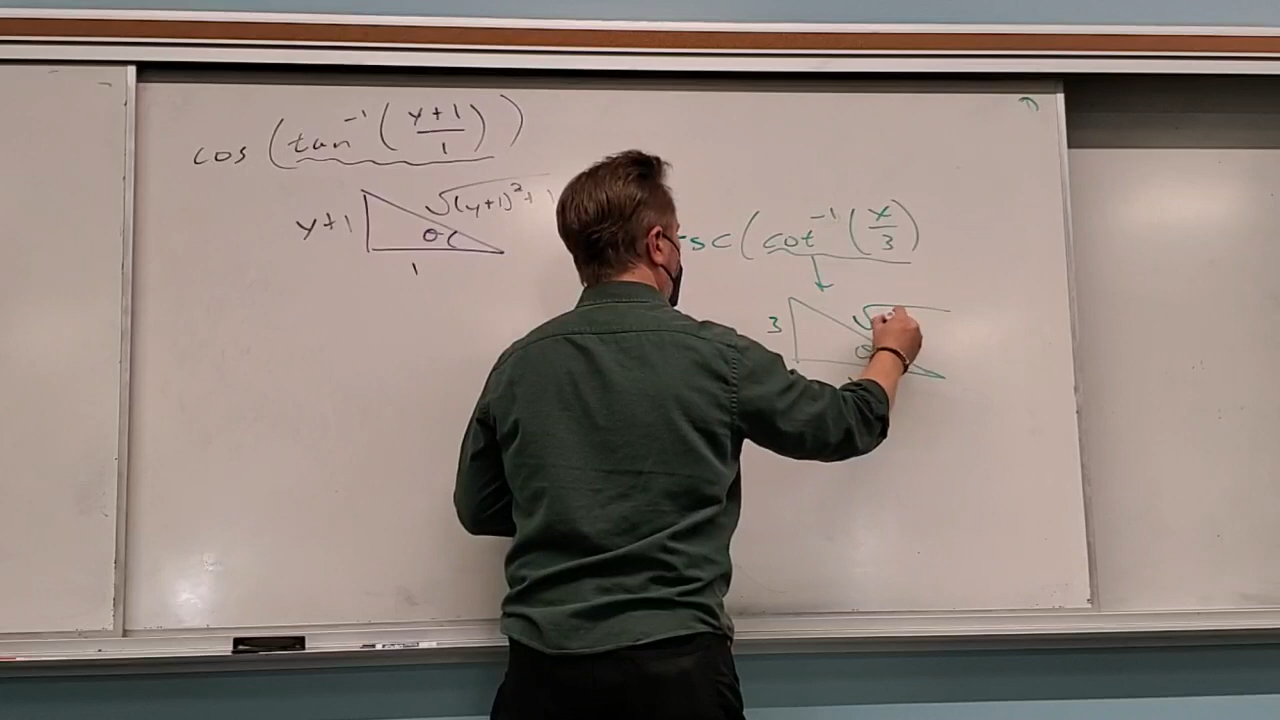 cos (tan⁻¹ (y+1/1))
y+1 √(y+1)²+1
θ
1
csc (cot⁻¹ (x/3))
3 √
θ